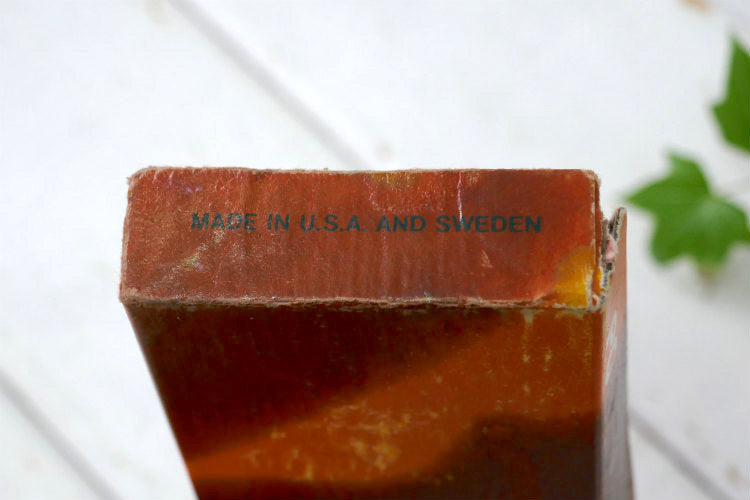 MADE IN U.S.A. AND SWEDEN